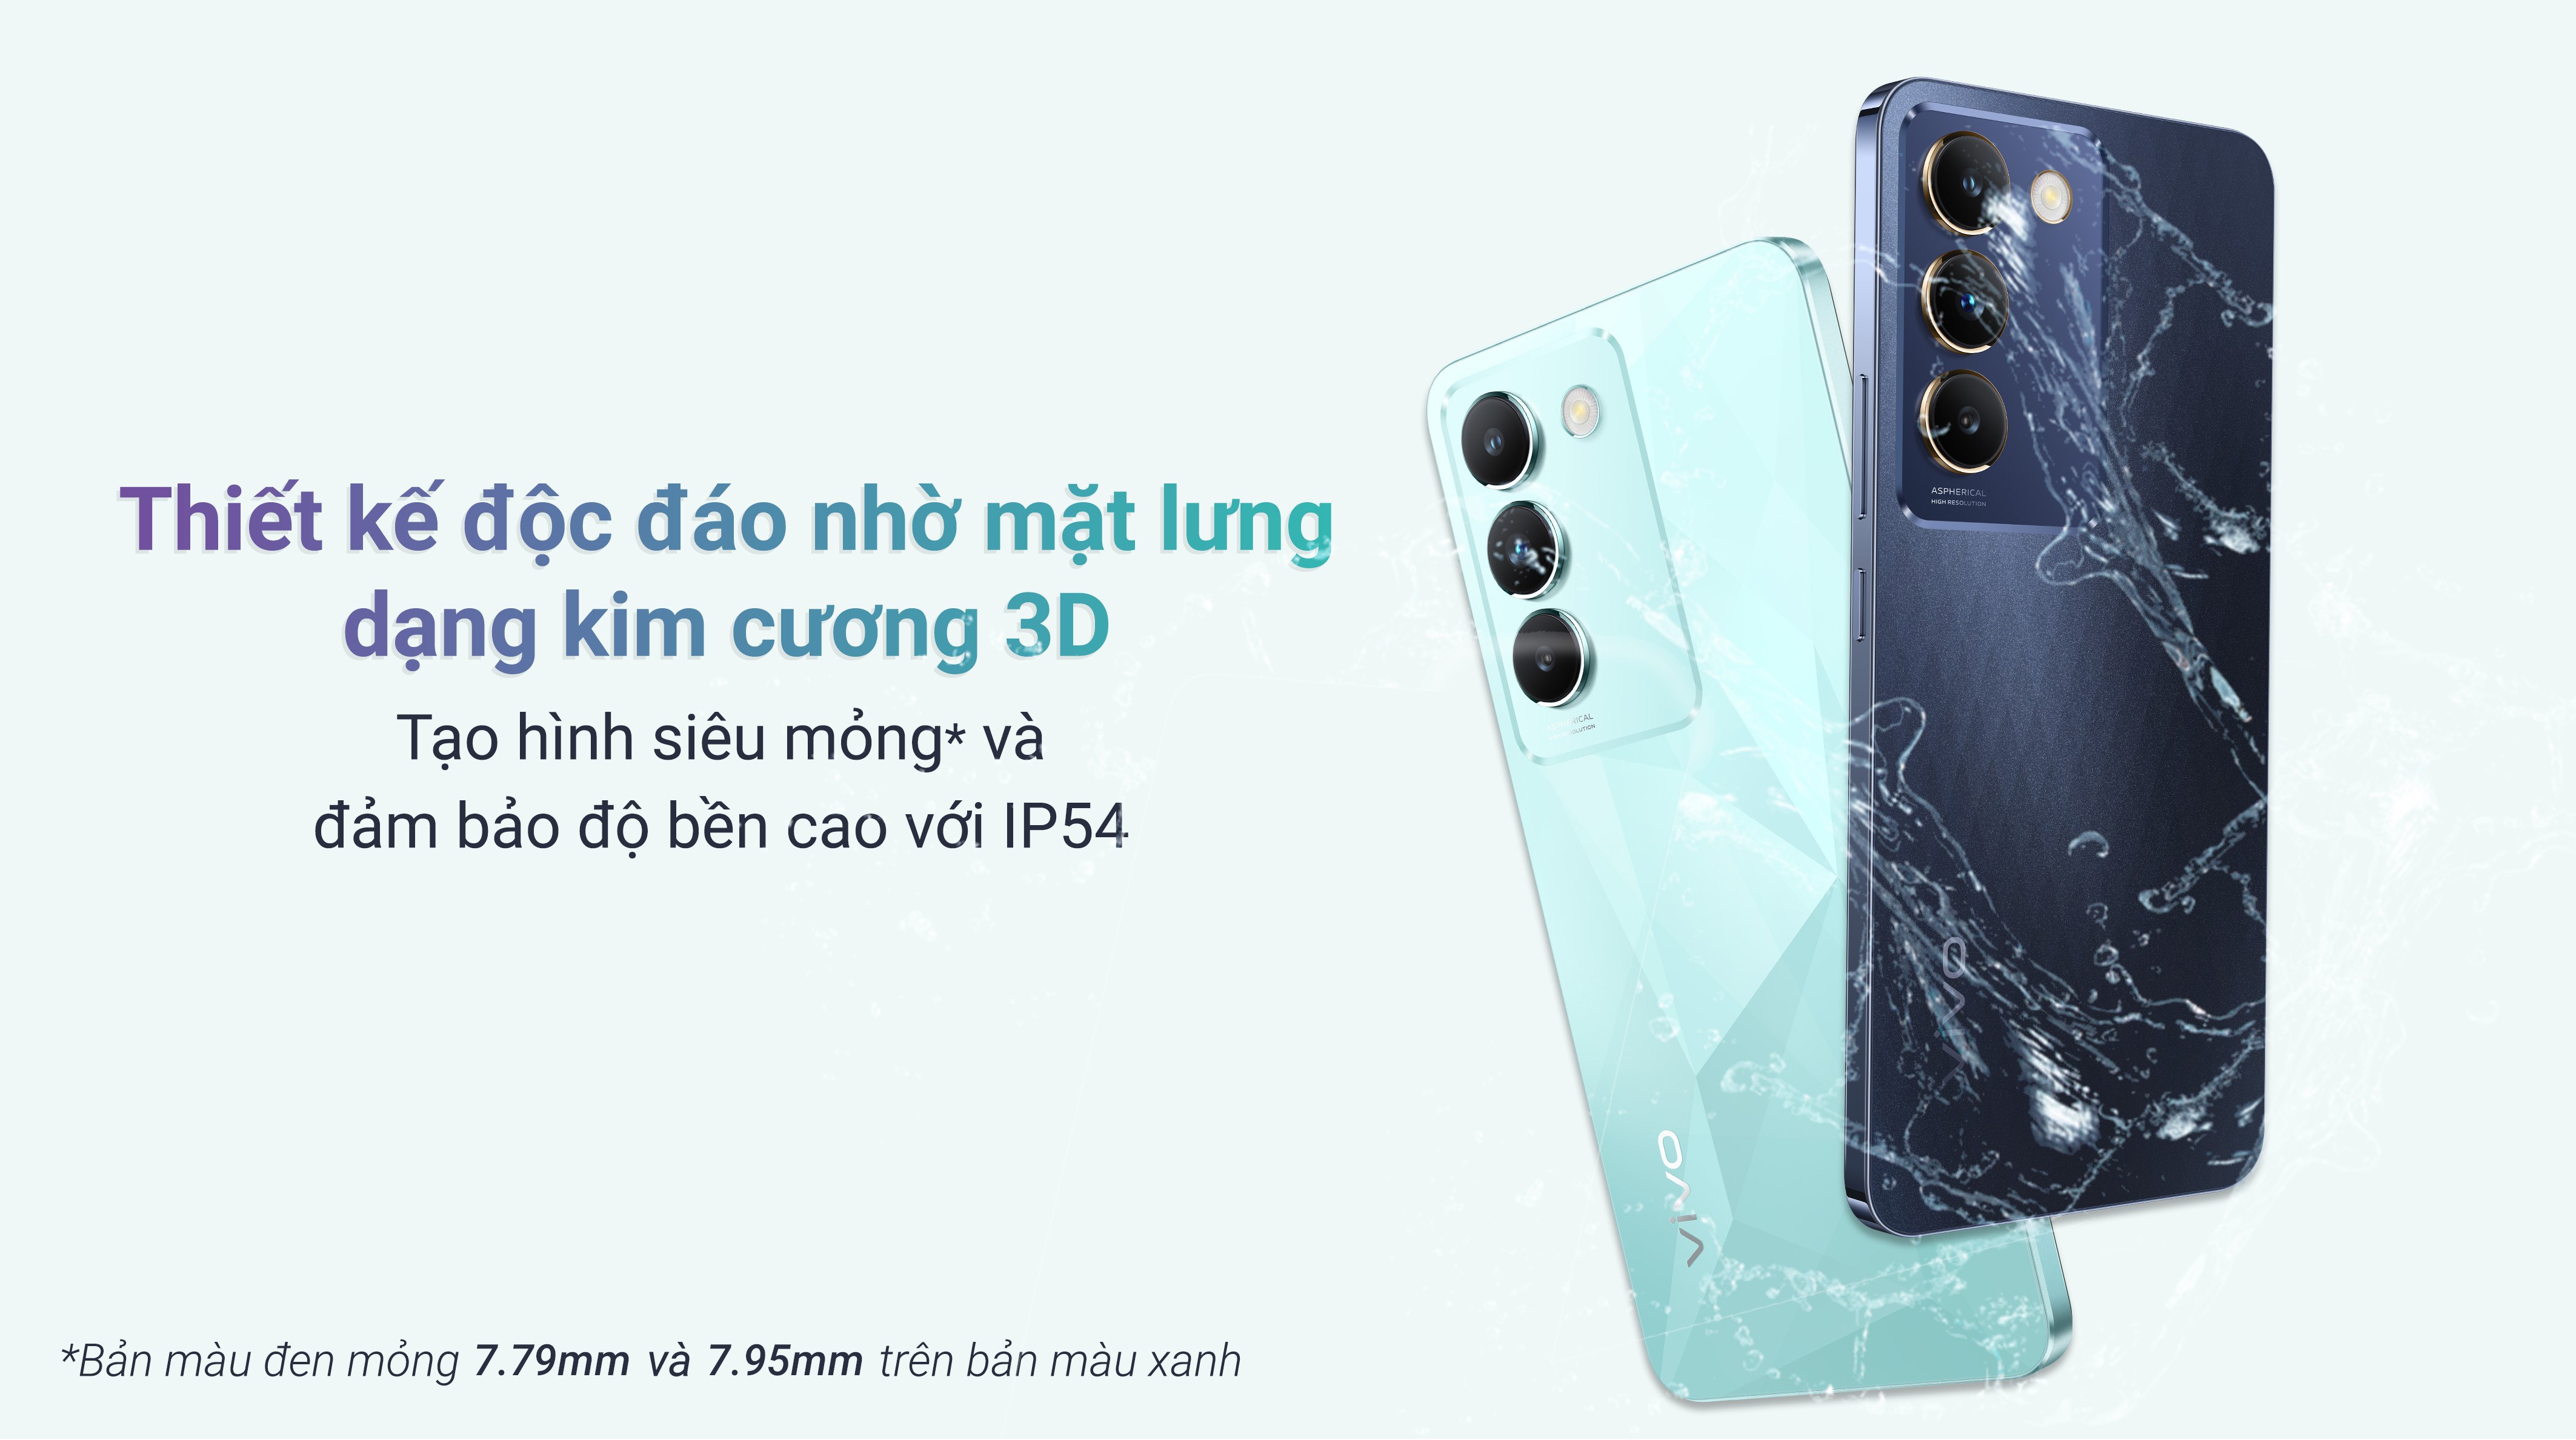 Thiết kế độc đáo nhờ mặt lưng
dạng kim cương 3D
Tạo hình siêu mỏng* và
đảm bảo độ bền cao với IP54
*Bản màu đen mỏng 7.79mm và 7.95mm trên bản màu xanh
ASPHERICAL
HIGH RESOLUTION
vivo
vivo